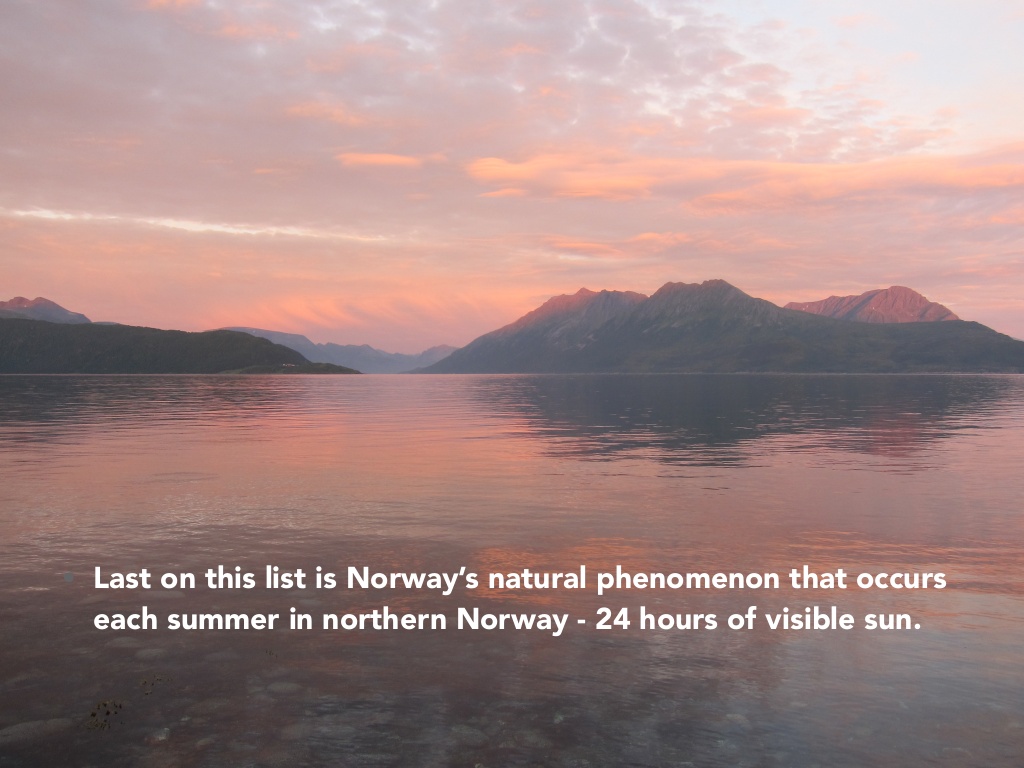 Last on this list is Norway’s natural phenomenon that occurs
each summer in northern Norway - 24 hours of visible sun.